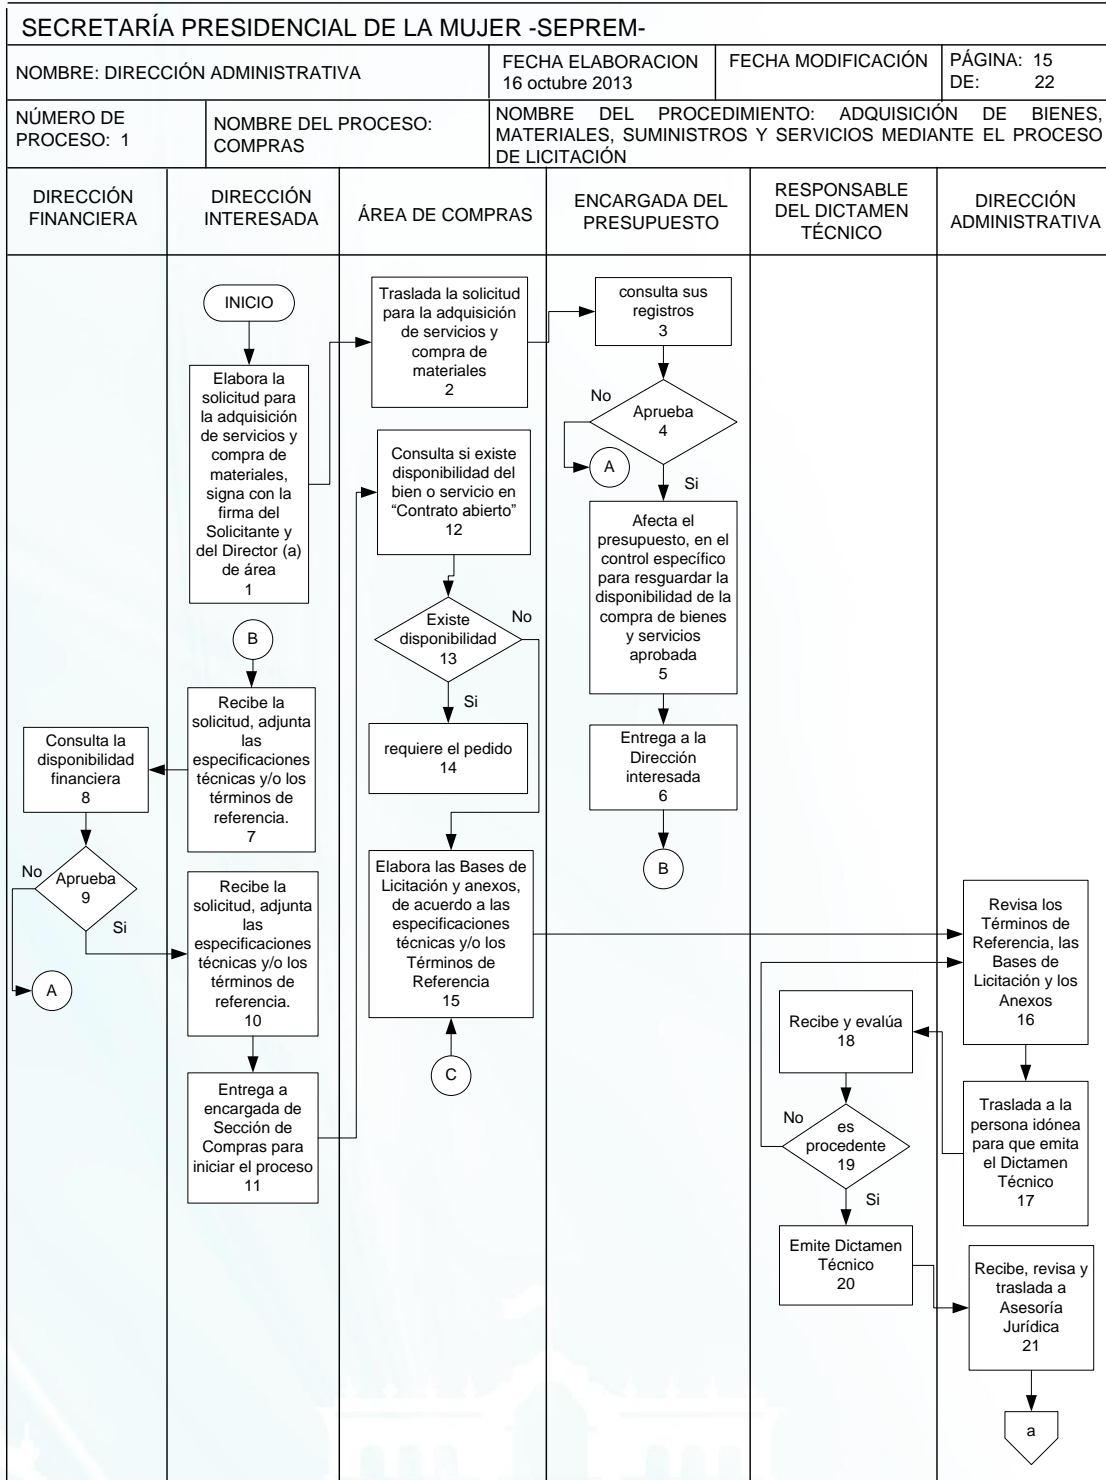 SECRETARÍA PRESIDENCIAL DE LA MUJER -SEPREM-
NOMBRE: DIRECCIÓN ADMINISTRATIVA
FECHA ELABORACION
16 octubre 2013
FECHA MODIFICACIÓN
PÁGINA: 15
DE: 22
NÚMERO DE
PROCESO: 1
NOMBRE DEL PROCESO:
COMPRAS
NOMBRE DEL PROCEDIMIENTO: ADQUISICIÓN DE BIENES,
MATERIALES, SUMINISTROS Y SERVICIOS MEDIANTE EL PROCESO
DE LICITACIÓN
DIRECCIÓN
FINANCIERA
DIRECCIÓN
INTERESADA
ÁREA DE COMPRAS
ENCARGADA DEL
PRESUPUESTO
RESPONSABLE
DEL DICTAMEN
TÉCNICO
DIRECCIÓN
ADMINISTRATIVA
INICIO
Elabora la
solicitud para
la adquisición
de servicios y
compra de
materiales,
signa con la
firma del
Solicitante y
del Director (a)
de área
1
Traslada la solicitud
para la adquisición
de servicios y
compra de
materiales
2
consulta sus
registros
3
No
Aprueba
4
A
Si
Afecta el
presupuesto, en el
control específico
para resguardar la
disponibilidad de la
compra de bienes
y servicios
aprobada
5
Entrega a la
Dirección
interesada
6
B
B
Recibe la
solicitud, adjunta
las
especificaciones
técnicas y/o los
términos de
referencia.
7
Consulta la
disponibilidad
financiera
8
No
Aprueba
9
Si
A
Recibe la
solicitud, adjunta
las
especificaciones
técnicas y/o los
términos de
referencia.
10
Entrega a
encargada de
Sección de
Compras para
iniciar el proceso
11
Consulta si existe
disponibilidad del
bien o servicio en
“Contrato abierto”
12
Existe
disponibilidad
13
No
Si
requiere el pedido
14
Elabora las Bases de
Licitación y anexos,
de acuerdo a las
especificaciones
técnicas y/o los
Términos de
Referencia
15
C
Revisa los
Términos de
Referencia, las
Bases de
Licitación y los
Anexos
16
Traslada a la
persona idónea
para que emita
el Dictamen
Técnico
17
Recibe y evalúa
18
No
es
procedente
19
Si
Emite Dictamen
Técnico
20
Recibe, revisa y
traslada a
Asesoría
Jurídica
21
a